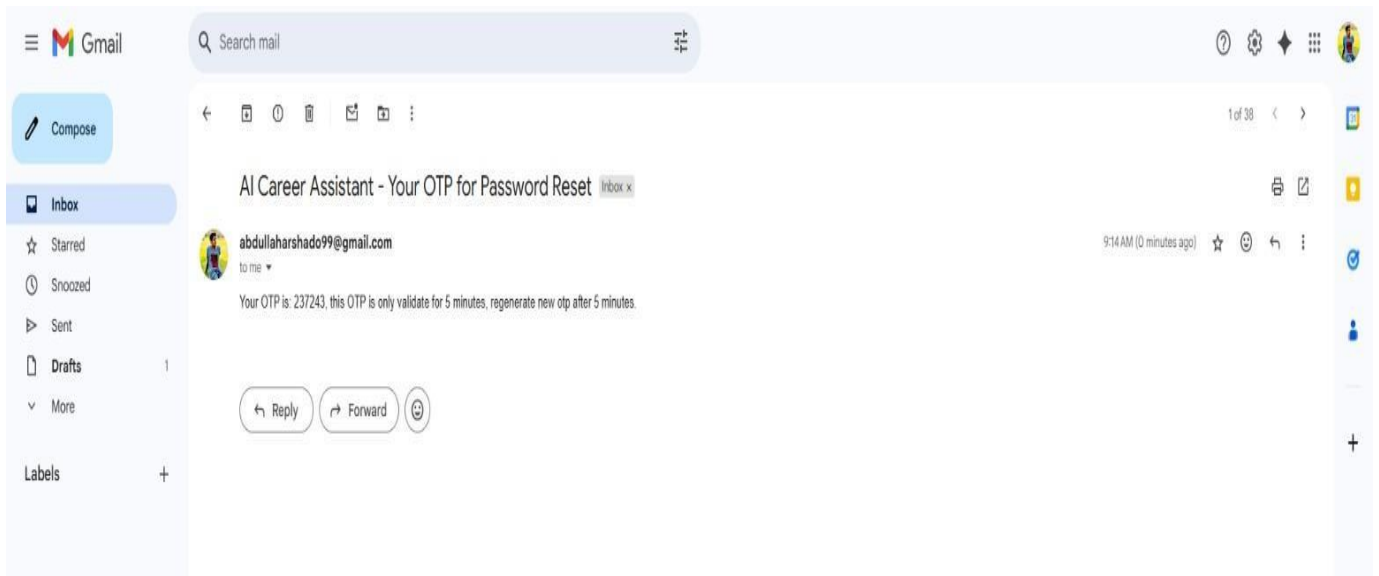 Gmail
Search mail
Compose
1 of 38
AI Career Assistant - Your OTP for Password Reset Inbox x
Inbox
abdullaharshado99@gmail.com 9:14 AM (0 minutes ago)
Starred
to me
Snoozed
Your OTP is: 237243, this OTP is only validate for 5 minutes, regenerate new otp after 5 minutes.
Sent
Drafts 1
More
Reply Forward
Labels